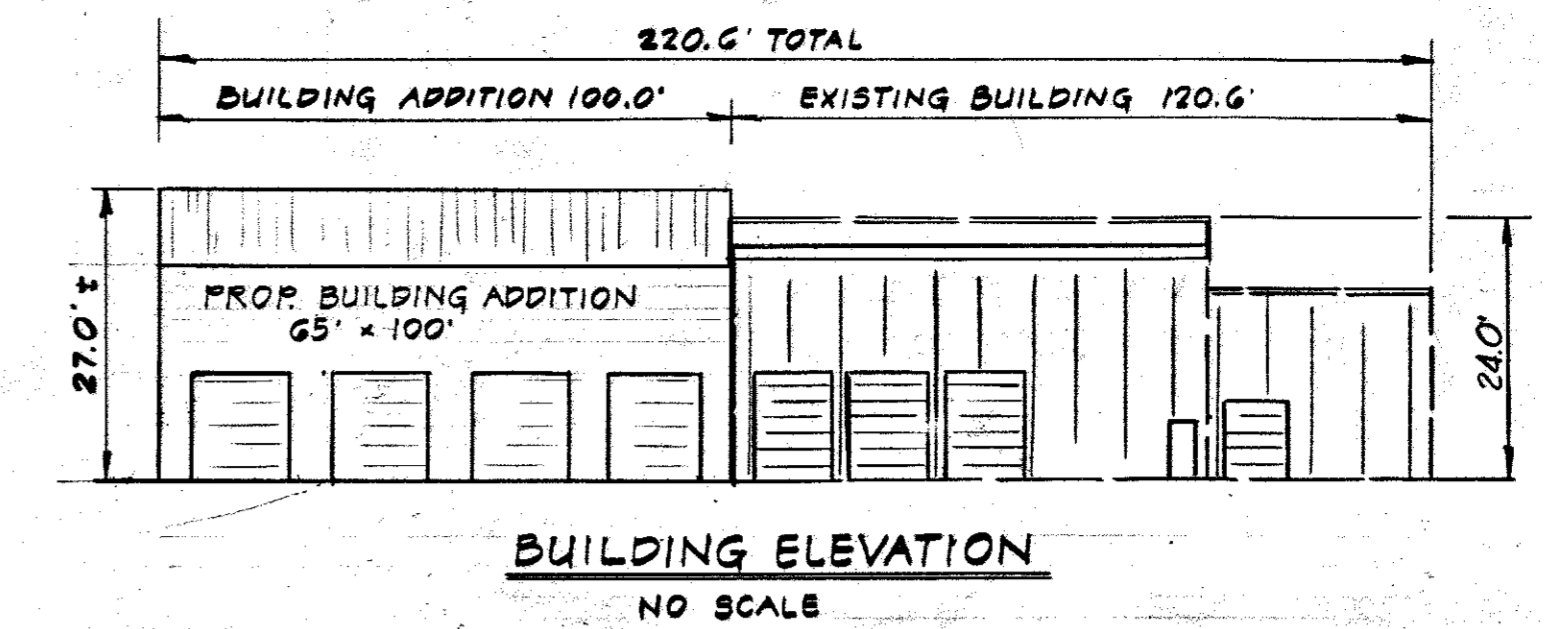 220.6' TOTAL
BUILDING ADDITION 100.0'
EXISTING BUILDING 120.6'
PROP. BUILDING ADDITION
65' x 100'
27.0' ±
24.0'
BUILDING ELEVATION
NO SCALE